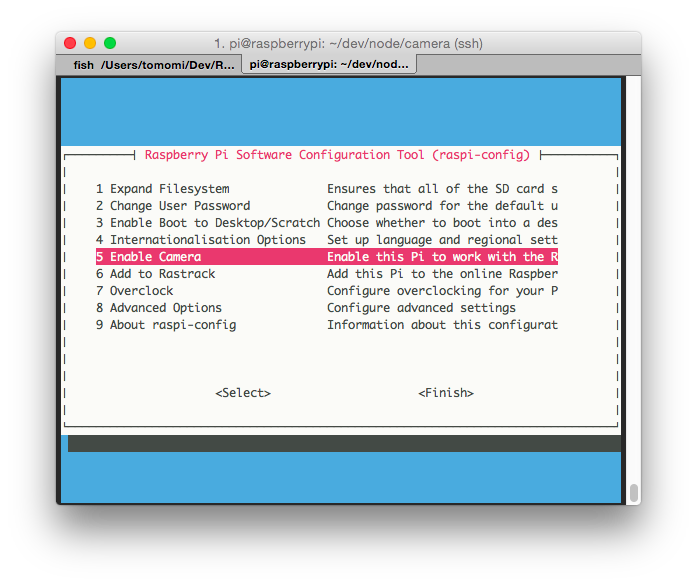 1. pi@raspberrypi: ~/dev/node/camera (ssh)
fish /Users/tomomi/Dev/R... pi@raspberrypi: ~/dev/nod...
Raspberry Pi Software Configuration Tool (raspi-config)
1 Expand Filesystem Ensures that all of the SD card s
2 Change User Password Change password for the default u
3 Enable Boot to Desktop/Scratch Choose whether to boot into a des
4 Internationalisation Options Set up language and regional sett
5 Enable Camera Enable this Pi to work with the R
6 Add to Rastrack Add this Pi to the online Raspber
7 Overclock Configure overclocking for your P
8 Advanced Options Configure advanced settings
9 About raspi-config Information about this configurat
<Select> <Finish>